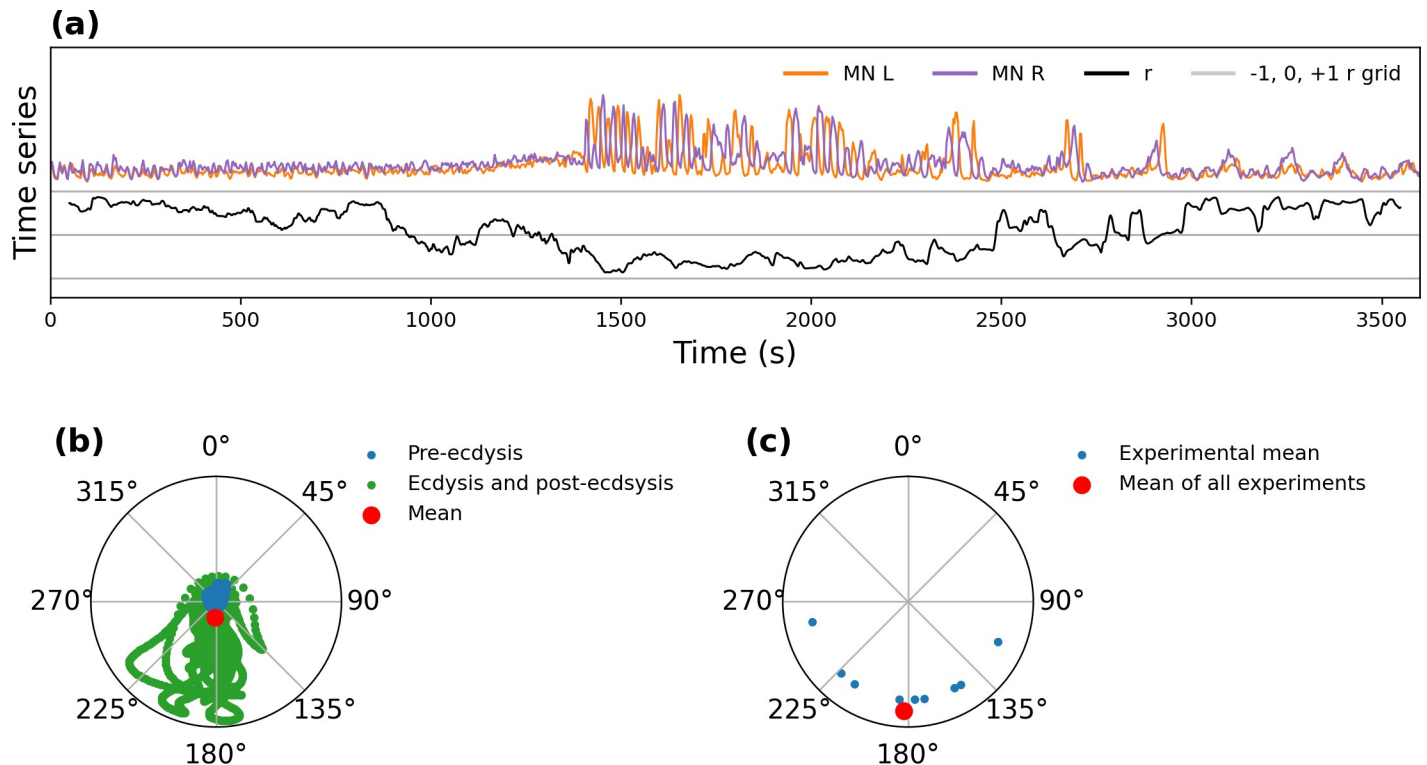 (a)
MN L MN R r -1, 0, +1 r grid
Time series
0 500 1000 1500 2000 2500 3000 3500
Time (s)
(b)
0°
45°
90°
135°
180°
225°
270°
315°
Pre-ecdysis
Ecdysis and post-ecdsysis
Mean
(c)
0°
45°
90°
135°
180°
225°
270°
315°
Experimental mean
Mean of all experiments